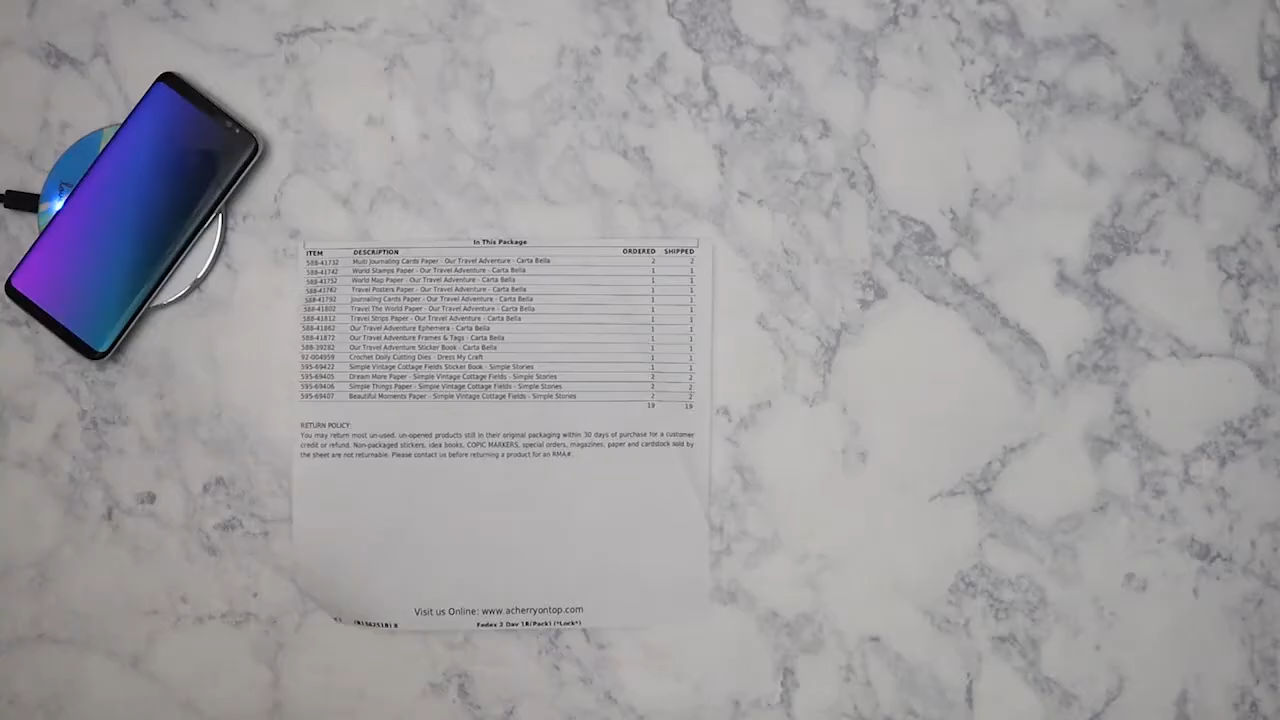 In This Package
ITEM DESCRIPTION ORDERED SHIPPED
588-41732 Multi Journaling Cards Paper - Our Travel Adventure - Carta Bella 2 2
588-41742 World Stamps Paper - Our Travel Adventure - Carta Bella 1 1
588-41752 World Map Paper - Our Travel Adventure - Carta Bella 1 1
588-41762 Travel Posters Paper - Our Travel Adventure - Carta Bella 1 1
588-41792 Journaling Cards Paper - Our Travel Adventure - Carta Bella 1 1
588-41802 Travel The World Paper - Our Travel Adventure - Carta Bella 1 1
588-41812 Travel Strips Paper - Our Travel Adventure - Carta Bella 1 1
588-41862 Our Travel Adventure Ephemera - Carta Bella 1 1
588-41872 Our Travel Adventure Frames & Tags - Carta Bella 1 1
588-39282 Our Travel Adventure Sticker Book - Carta Bella 1 1
92-004959 Crochet Doily Cutting Dies - Dress My Craft 1 1
595-69422 Simple Vintage Cottage Fields Sticker Book - Simple Stories 1 1
595-69405 Dream More Paper - Simple Vintage Cottage Fields - Simple Stories 2 2
595-69406 Simple Things Paper - Simple Vintage Cottage Fields - Simple Stories 2 2
595-69407 Beautiful Moments Paper - Simple Vintage Cottage Fields - Simple Stories 2 2
19 19
RETURN POLICY:
You may return most un-used, un-opened products still in their original packaging within 30 days of purchase for a customer
credit or refund. Non-packaged stickers, idea books, COPIC MARKERS, special orders, magazines, paper and cardstock sold by
the sheet are not returnable. Please contact us before returning a product for an RMA#.
Visit us Online: www.acherryontop.com
Fedex 3 Day 1B(Pack) (*Lock*)